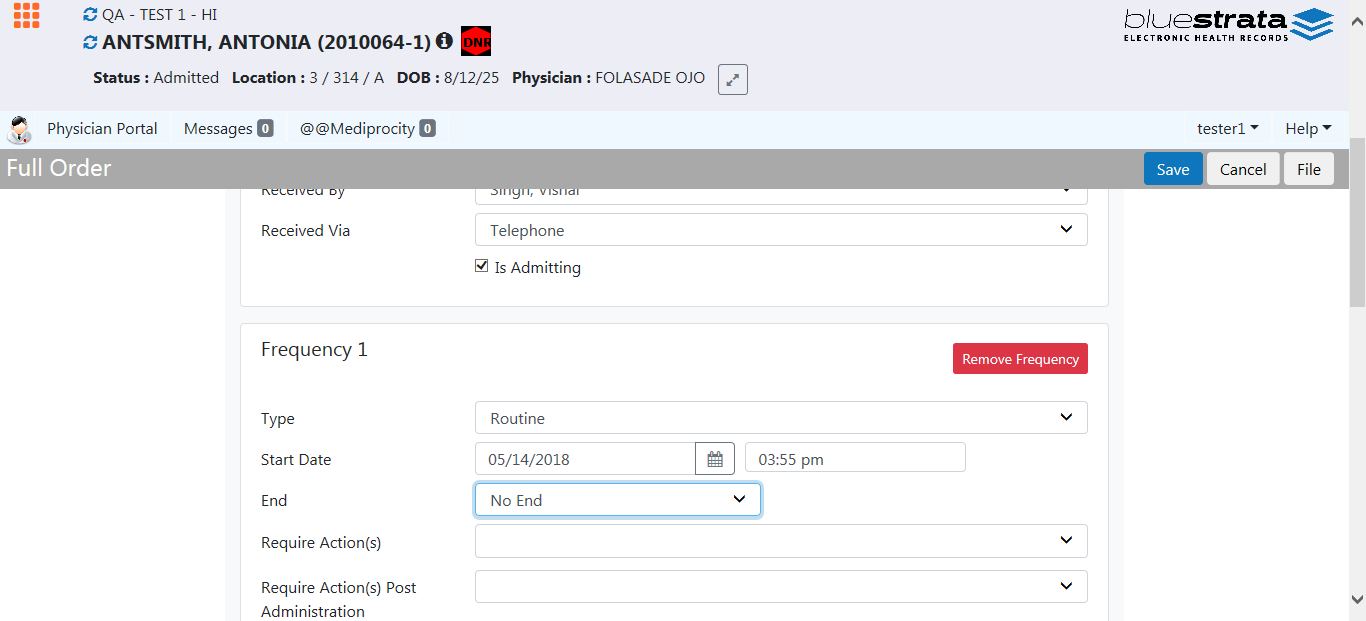 QA - TEST 1 - HI
bluestrata
ELECTRONIC HEALTH RECORDS
ANTSMITH, ANTONIA (2010064-1)
DNR
Status : Admitted Location : 3 / 314 / A DOB : 8/12/25 Physician : FOLASADE OJO
Physician Portal Messages 0 @@Mediprocity 0 tester1 Help
Full Order Save Cancel File
Received By Singh, Vishal
Received Via Telephone
Is Admitting
Frequency 1
Remove Frequency
Type Routine
Start Date 05/14/2018 03:55 pm
End No End
Require Action(s)
Require Action(s) Post
Administration